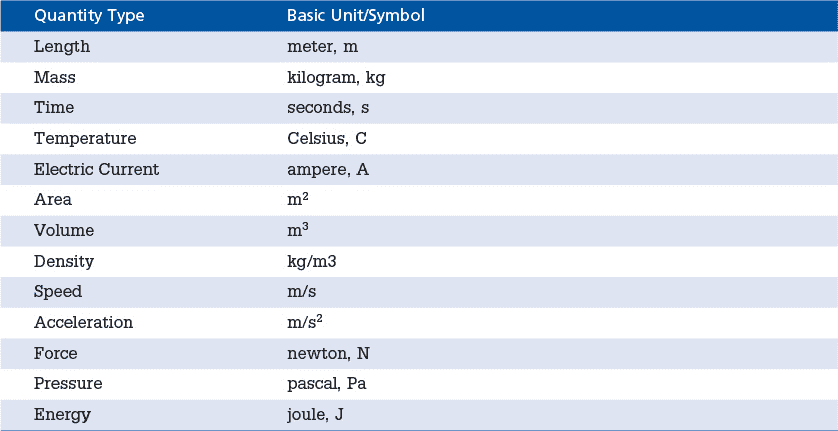 Quantity Type Basic Unit/Symbol
Length meter, m
Mass kilogram, kg
Time seconds, s
Temperature Celsius, C
Electric Current ampere, A
Area m²
Volume m³
Density kg/m3
Speed m/s
Acceleration m/s²
Force newton, N
Pressure pascal, Pa
Energy joule, J